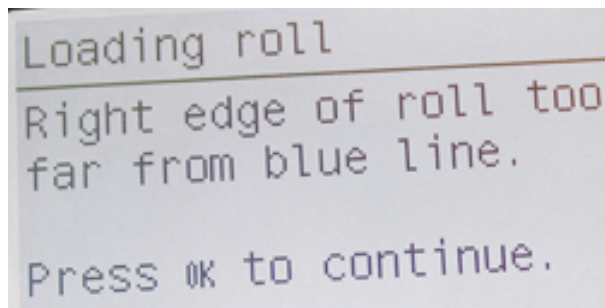 Loading roll
Right edge of roll too
far from blue line.
Press OK to continue.